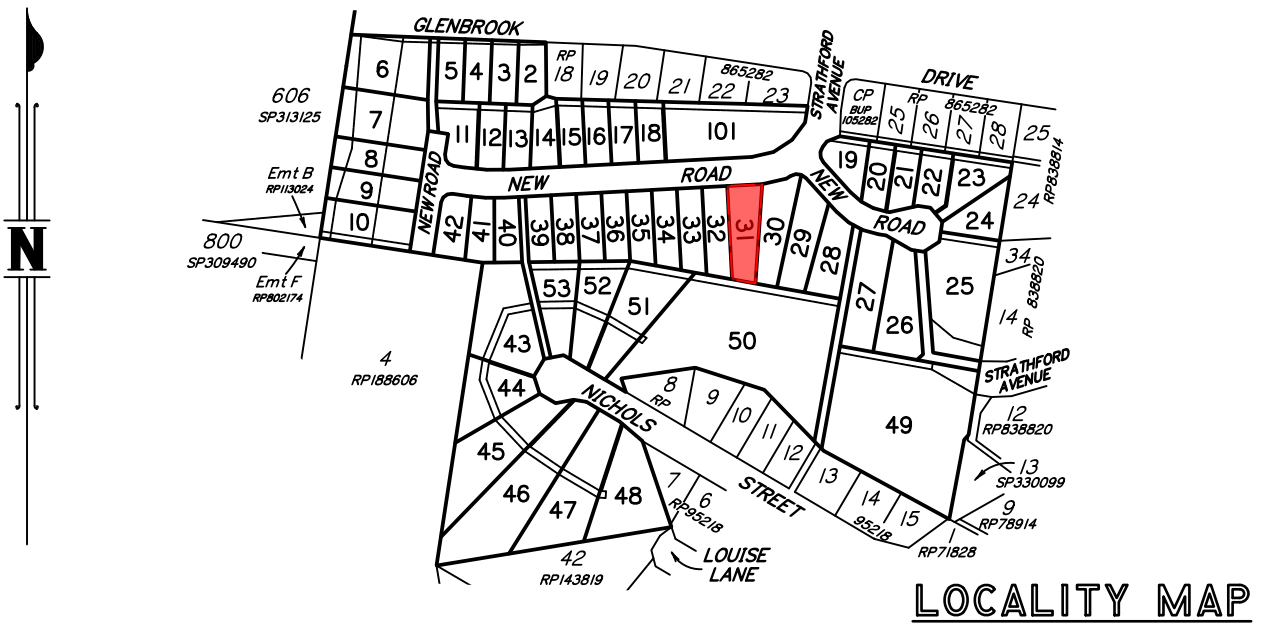 GLENBROOK
STRATHFORD
AVENUE
DRIVE
6
5
4
3
2
RP
18
19
20
21
865282
22
23
CP
BUP
105282
RP
865282
25
26
27
28
25
RP838814
606
SP313125
7
11
12
13
14
15
16
17
18
101
8
9
10
NEW ROAD
NEW
ROAD
19
20
21
22
23
24
24
Emt B
RP113024
800
SP309490
Emt F
RP802174
42
41
40
39
38
37
36
35
34
33
32
31
30
29
28
NEW
ROAD
27
26
25
34
838820
14
RP
N
53
52
51
50
43
44
45
46
47
48
4
RP188606
NICHOLS
STREET
8
RP
9
10
11
12
13
14
15
95218
49
STRATHFORD
AVENUE
12
RP838820
13
SP330099
9
RP78914
1
RP71828
7
6
RP95218
42
RP143819
LOUISE
LANE
LOCALITY MAP